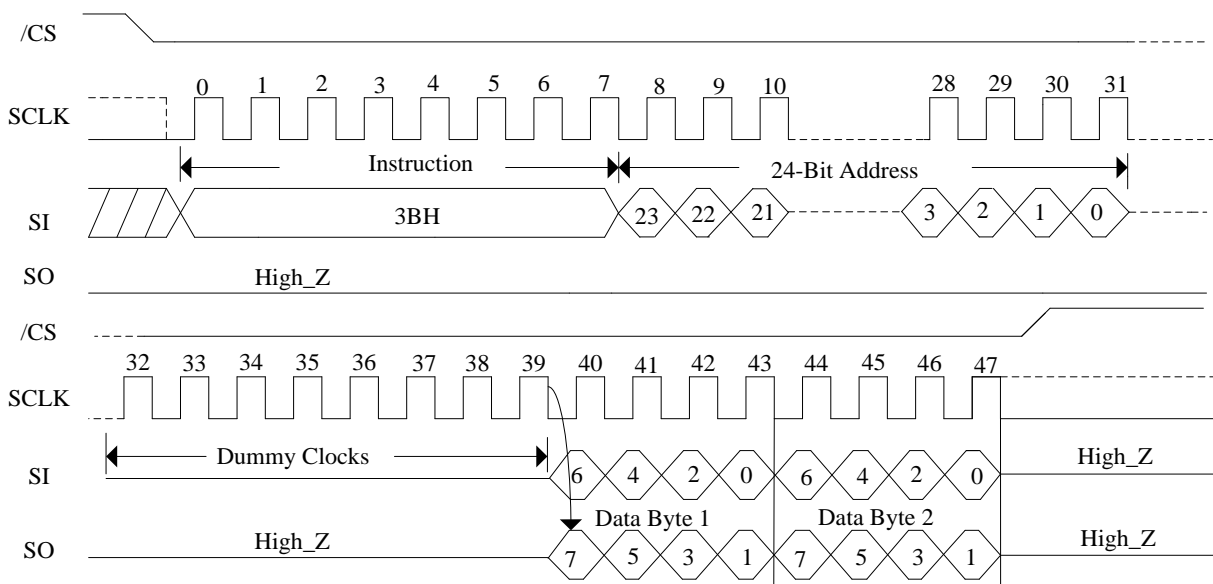 /CS
0 1 2 3 4 5 6 7 8 9 10 28 29 30 31
SCLK
Instruction 24-Bit Address
SI 3BH 23 22 21 3 2 1 0
SO High_Z
/CS
32 33 34 35 36 37 38 39 40 41 42 43 44 45 46 47
SCLK
Dummy Clocks High_Z
SI 6 4 2 0 6 4 2 0
Data Byte 1 Data Byte 2
SO High_Z 7 5 3 1 7 5 3 1 High_Z